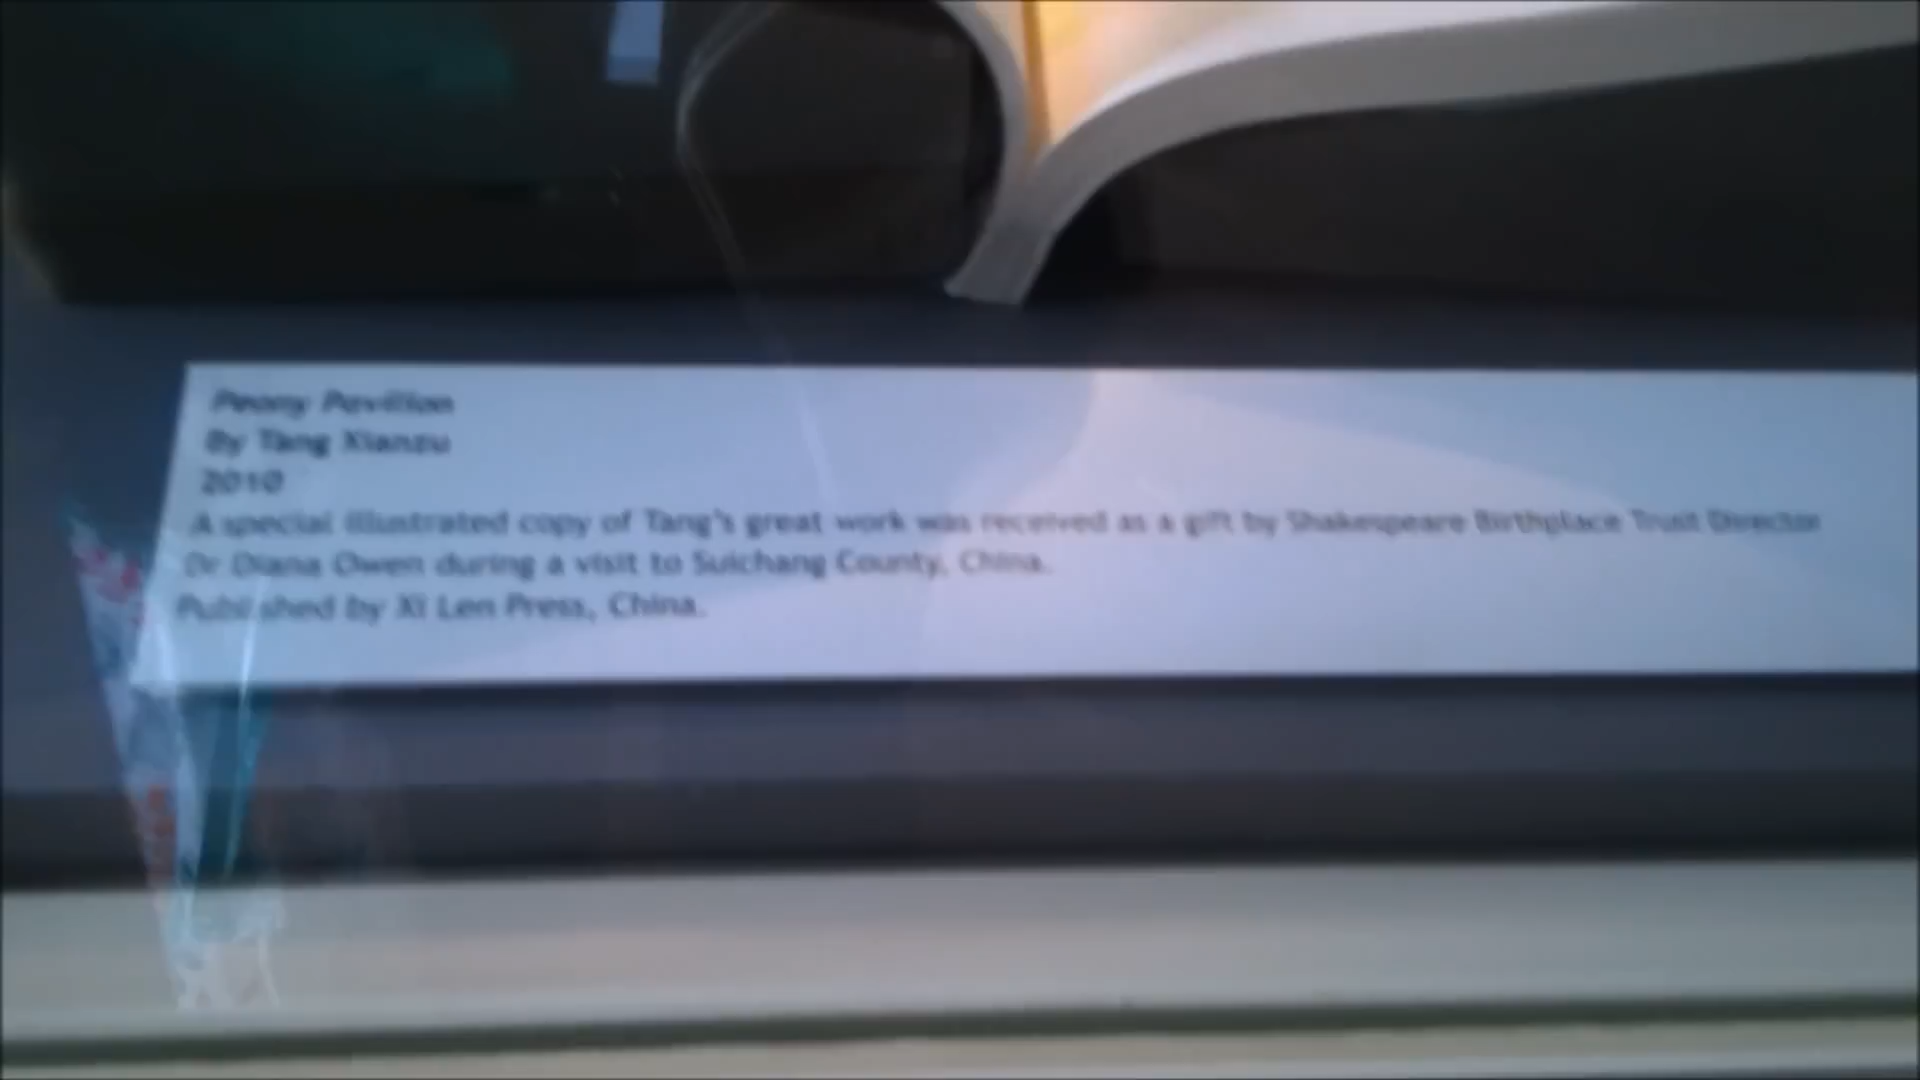 Peony Pavilion
By Tang Xianzu
2010
A special illustrated copy of Tang's great work was received as a gift by Shakespeare Birthplace Trust Director
Dr Diana Owen during a visit to Suichang County, China.
Published by Xi Len Press, China.